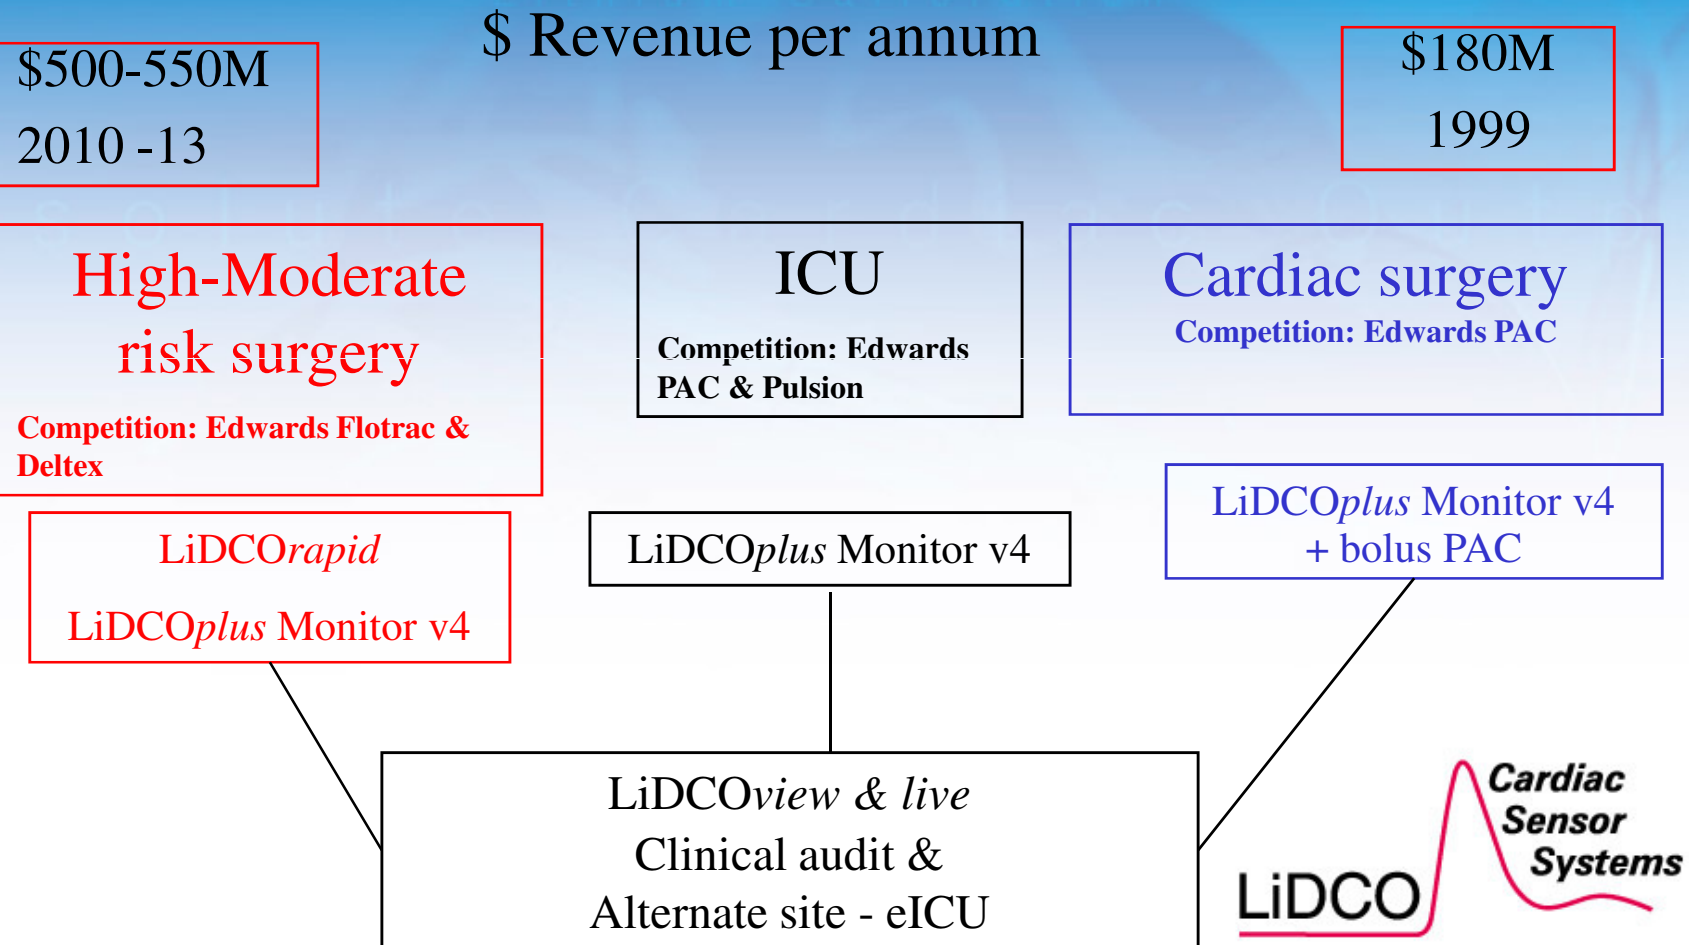 $ Revenue per annum
$500-550M
2010 -13
$180M
1999
High-Moderate
risk surgery
Competition: Edwards Flotrac &
Deltex
ICU
Competition: Edwards
PAC & Pulsion
Cardiac surgery
Competition: Edwards PAC
LiDCOrapid
LiDCOplus Monitor v4
LiDCOplus Monitor v4
LiDCOplus Monitor v4
+ bolus PAC
LiDCOview & live
Clinical audit &
Alternate site - eICU
Cardiac
Sensor
Systems
LiDCO